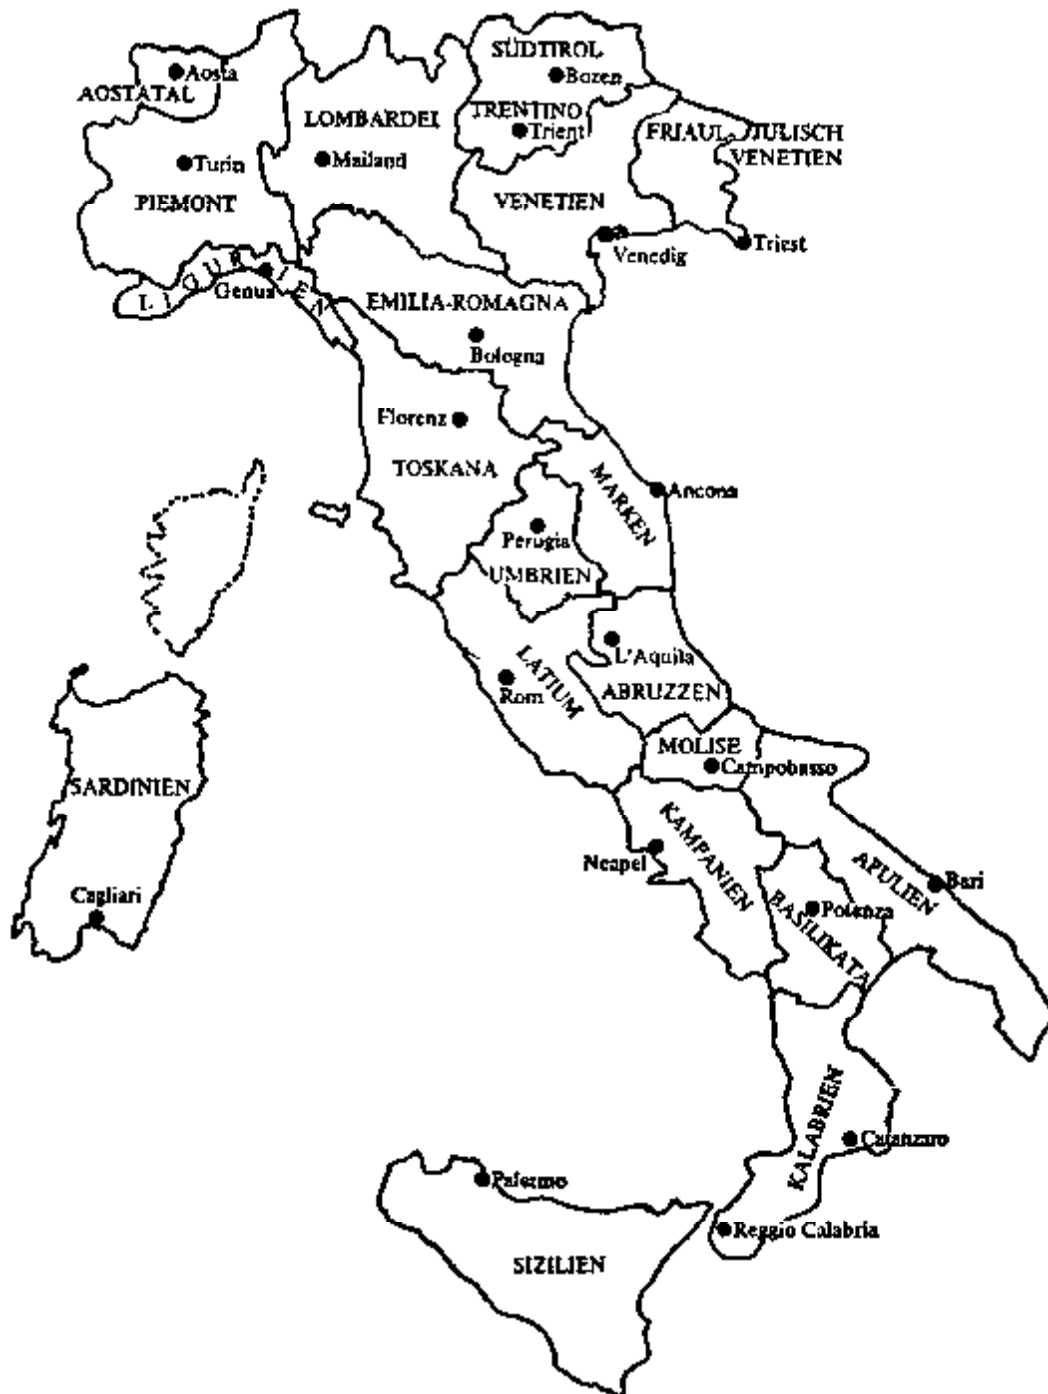 SÜDTIROL
Bozen
Aosta
AOSTATAL
TRENTINO
Trient
LOMBARDEI
Mailand
FRIAUL-JULISCH
VENETIEN
Turin
PIEMONT
VENETIEN
Venedig
Triest
LIGURIEN
Genua
EMILIA-ROMAGNA
Bologna
Florenz
TOSKANA
MARKEN
Ancona
Perugia
UMBRIEN
L'Aquila
ABRUZZEN
LATIUM
Rom
MOLISE
Campobasso
SARDINIEN
Cagliari
KAMPANIEN
Neapel
APULIEN
Bari
BASILIKATA
Potenza
KALABRIEN
Catanzaro
Palermo
Reggio Calabria
SIZILIEN